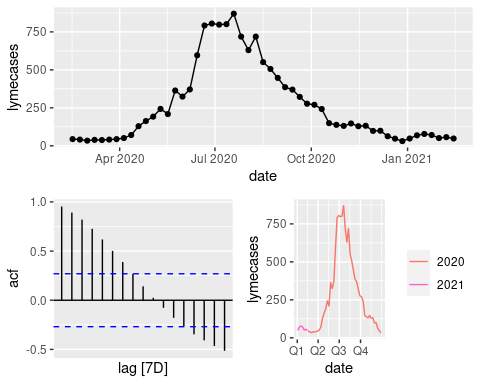 lymecases
750
500
250
0
Apr 2020 Jul 2020 Oct 2020 Jan 2021
date
acf
1.0
0.5
0.0
-0.5
lag [7D]
lymecases
750
500
250
0
Q1 Q2 Q3 Q4
date
2020
2021